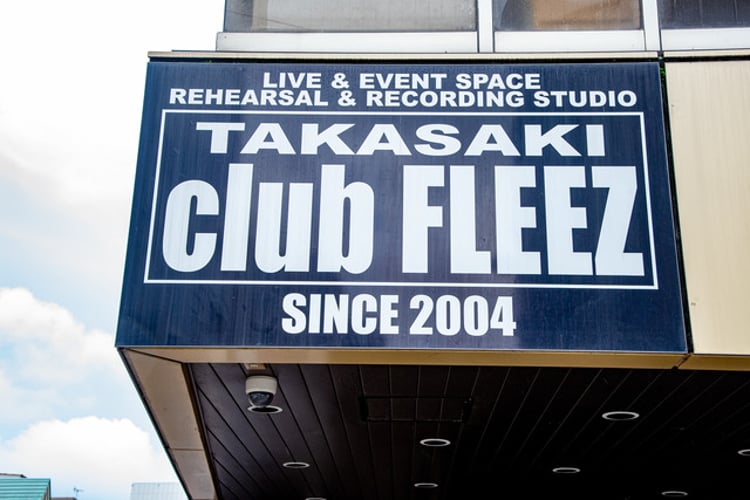 LIVE & EVENT SPACE
REHEARSAL & RECORDING STUDIO
TAKASAKI
club FLEEZ
SINCE 2004